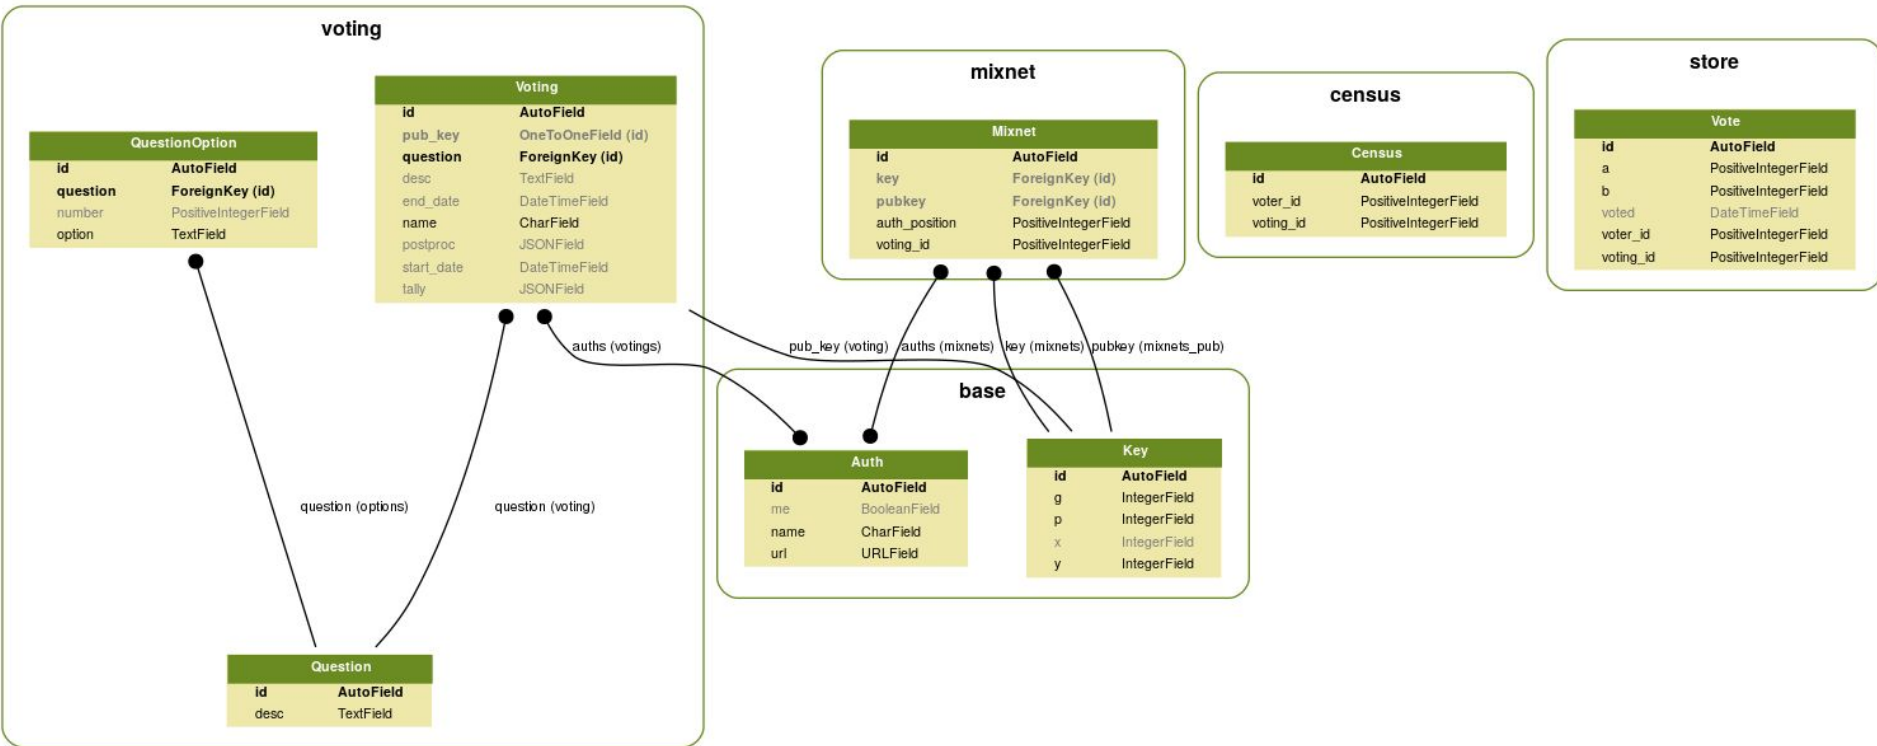 voting
QuestionOption
id AutoField
question ForeignKey (id)
number PositiveIntegerField
option TextField
Voting
id AutoField
pub_key OneToOneField (id)
question ForeignKey (id)
desc TextField
end_date DateTimeField
name CharField
postproc JSONField
start_date DateTimeField
tally JSONField
mixnet
Mixnet
id AutoField
key ForeignKey (id)
pubkey ForeignKey (id)
auth_position PositiveIntegerField
voting_id PositiveIntegerField
census
Census
id AutoField
voter_id PositiveIntegerField
voting_id PositiveIntegerField
store
Vote
id AutoField
a PositiveIntegerField
b PositiveIntegerField
voted DateTimeField
voter_id PositiveIntegerField
voting_id PositiveIntegerField
auths (votings)
pub_key (voting)
auths (mixnets)
key (mixnets)
pubkey (mixnets_pub)
base
Auth
id AutoField
me BooleanField
name CharField
url URLField
Key
id AutoField
g IntegerField
p IntegerField
x IntegerField
y IntegerField
question (options)
question (voting)
Question
id AutoField
desc TextField